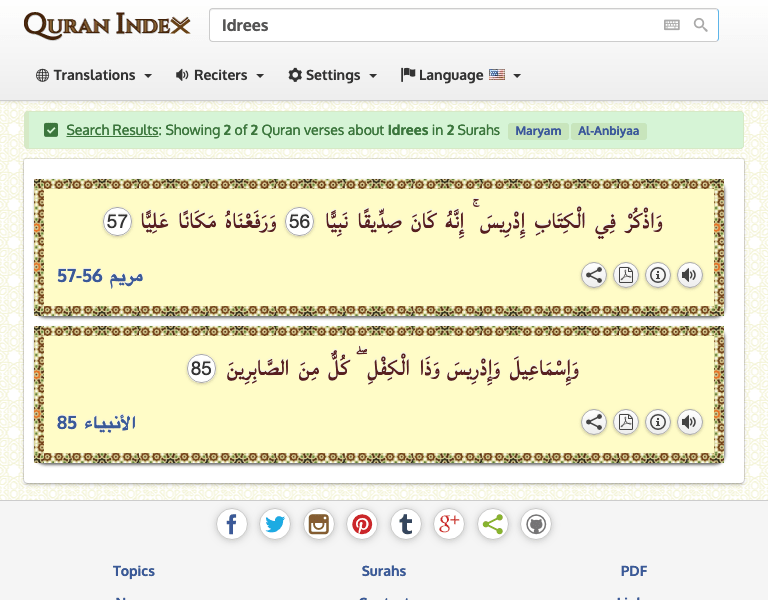 QURAN INDEX
Idrees
Translations Reciters Settings Language
Search Results: Showing 2 of 2 Quran verses about Idrees in 2 Surahs Maryam Al-Anbiyaa
وَاذْكُرْ فِي الْكِتَابِ إِدْرِيسَ ۚ إِنَّهُ كَانَ صِدِّيقًا نَبِيًّا 56 وَرَفَعْنَاهُ مَكَانًا عَلِيًّا 57
مريم 56-57
وَإِسْمَاعِيلَ وَإِدْرِيسَ وَذَا الْكِفْلِ ۖ كُلٌّ مِنَ الصَّابِرِينَ 85
الأنبياء 85
Topics Surahs PDF